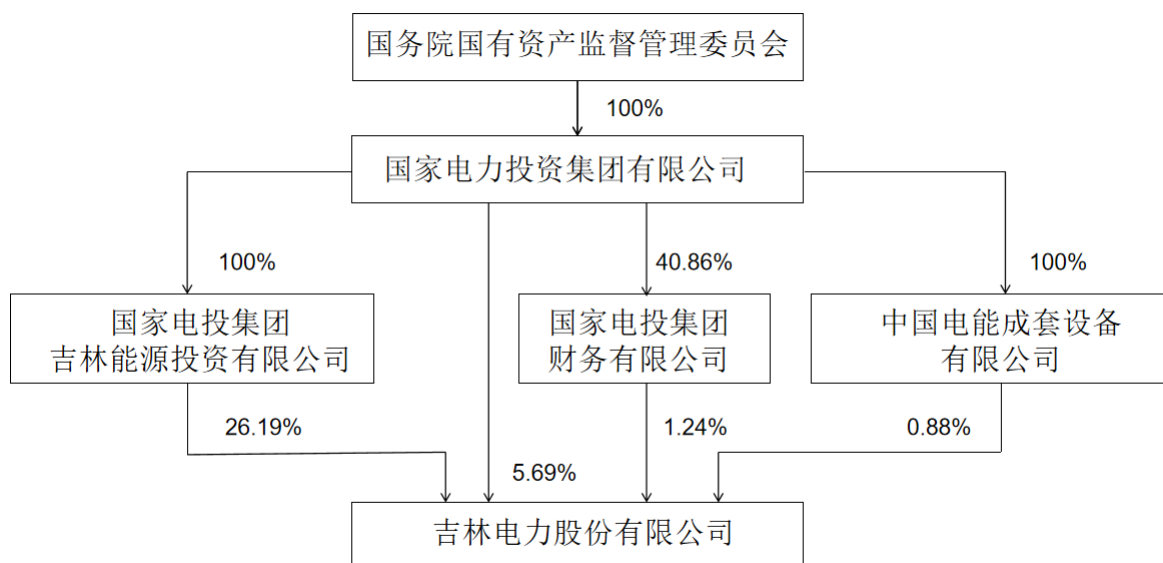 国务院国有资产监督管理委员会
100%
国家电力投资集团有限公司
100%
40.86%
100%
国家电投集团
吉林能源投资有限公司
国家电投集团
财务有限公司
中国电能成套设备
有限公司
26.19%
1.24%
0.88%
5.69%
吉林电力股份有限公司